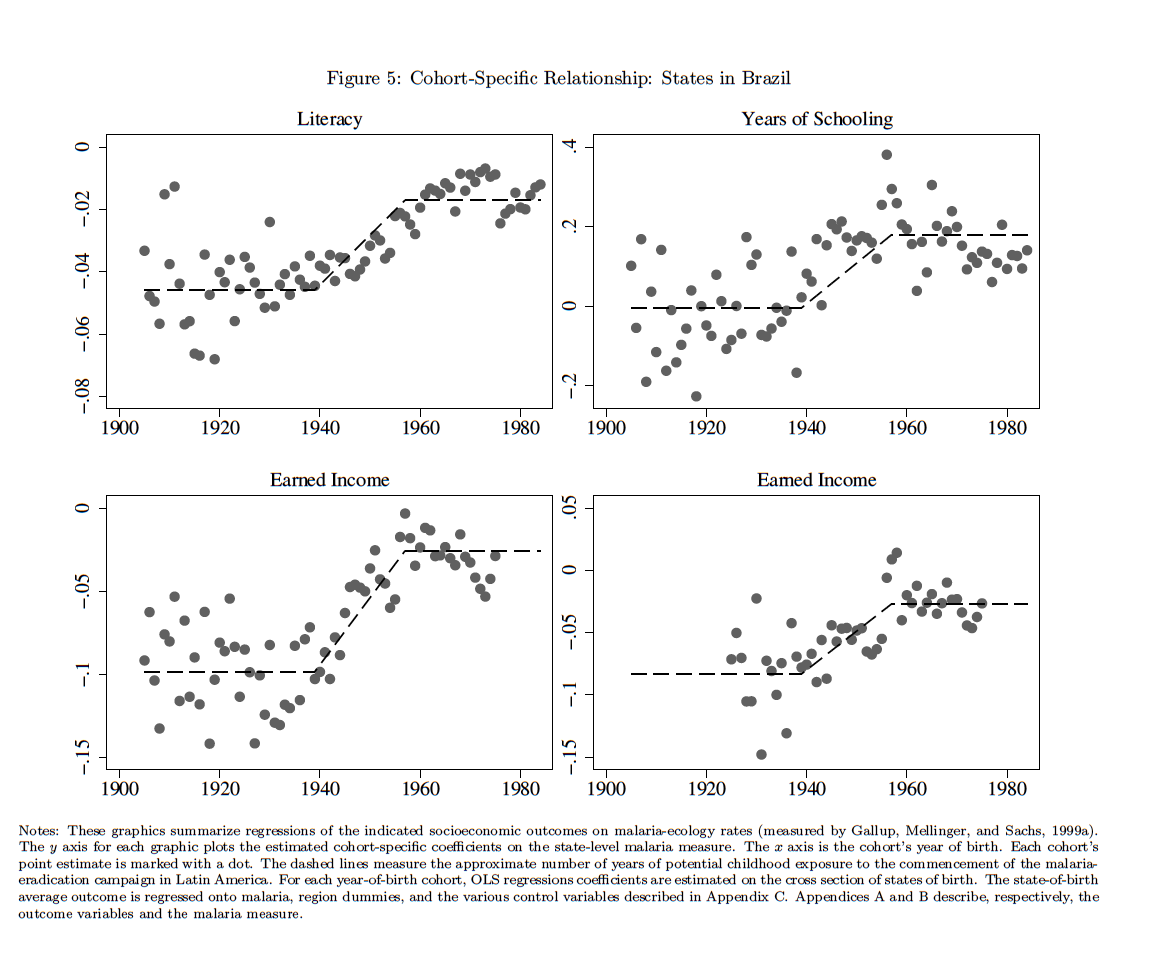 Figure 5: Cohort-Specific Relationship: States in Brazil
Literacy
0
−.02
−.04
−.06
−.08
1900 1920 1940 1960 1980
Years of Schooling
.4
.2
0
−.2
1900 1920 1940 1960 1980
Earned Income
0
−.05
−.1
−.15
1900 1920 1940 1960 1980
Earned Income
.05
0
−.05
−.1
−.15
1900 1920 1940 1960 1980
Notes: These graphics summarize regressions of the indicated socioeconomic outcomes on malaria-ecology rates (measured by Gallup, Mellinger, and Sachs, 1999a).
The y axis for each graphic plots the estimated cohort-specific coefficients on the state-level malaria measure. The x axis is the cohort's year of birth. Each cohort's
point estimate is marked with a dot. The dashed lines measure the approximate number of years of potential childhood exposure to the commencement of the malaria-
eradication campaign in Latin America. For each year-of-birth cohort, OLS regressions coefficients are estimated on the cross section of states of birth. The state-of-birth
average outcome is regressed onto malaria, region dummies, and the various control variables described in Appendix C. Appendices A and B describe, respectively, the
outcome variables and the malaria measure.